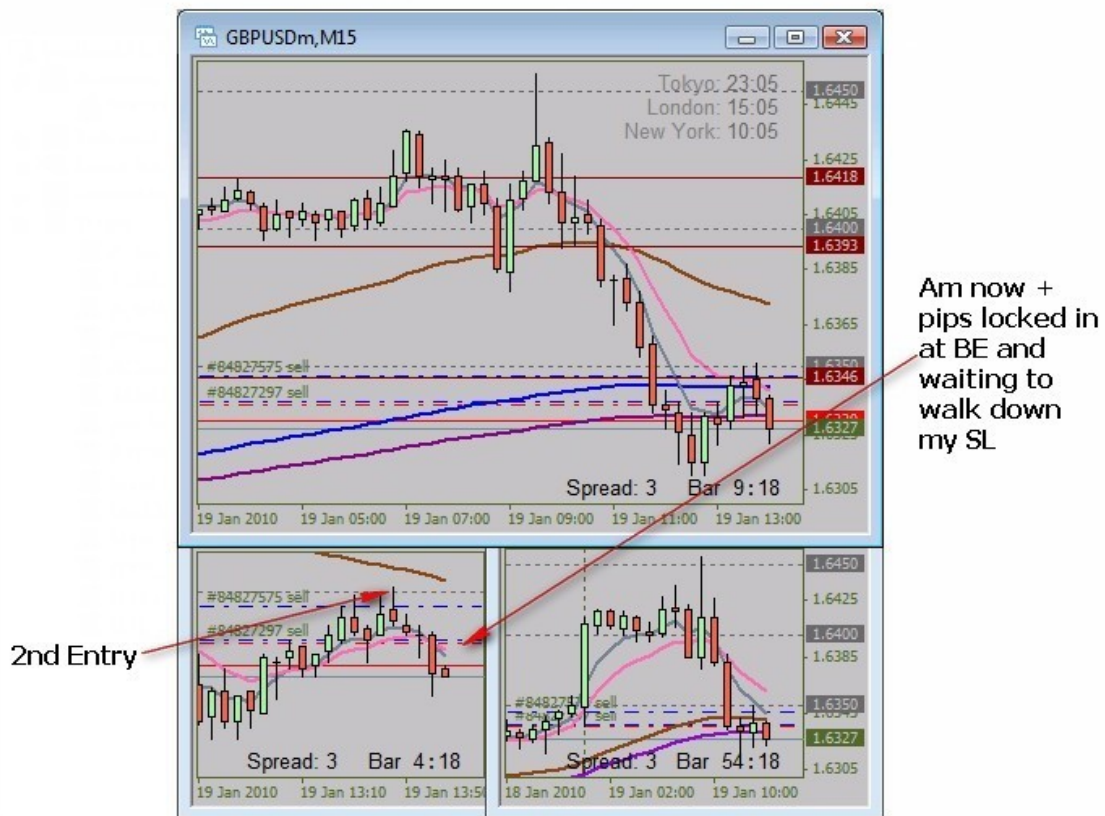 GBPUSDm,M15
Tokyo: 23:05
London: 15:05
New York: 10:05
1.6450
1.6445
1.6425
1.6418
1.6405
1.6400
1.6393
1.6385
1.6365
1.6346
1.6327
1.6305
#84827575 sell
#84827297 sell
Spread: 3 Bar 9:18
19 Jan 2010 19 Jan 05:00 19 Jan 07:00 19 Jan 09:00 19 Jan 11:00 19 Jan 13:00
Am now +
pips locked in
at BE and
waiting to
walk down
my SL
2nd Entry
#84827575 sell
#84827297 sell
Spread: 3 Bar 4:18
19 Jan 2010 19 Jan 13:10 19 Jan 13:50
1.6450
1.6425
1.6400
1.6385
1.6350
1.6327
1.6305
Spread: 3 Bar 54:18
18 Jan 2010 19 Jan 02:00 19 Jan 10:00